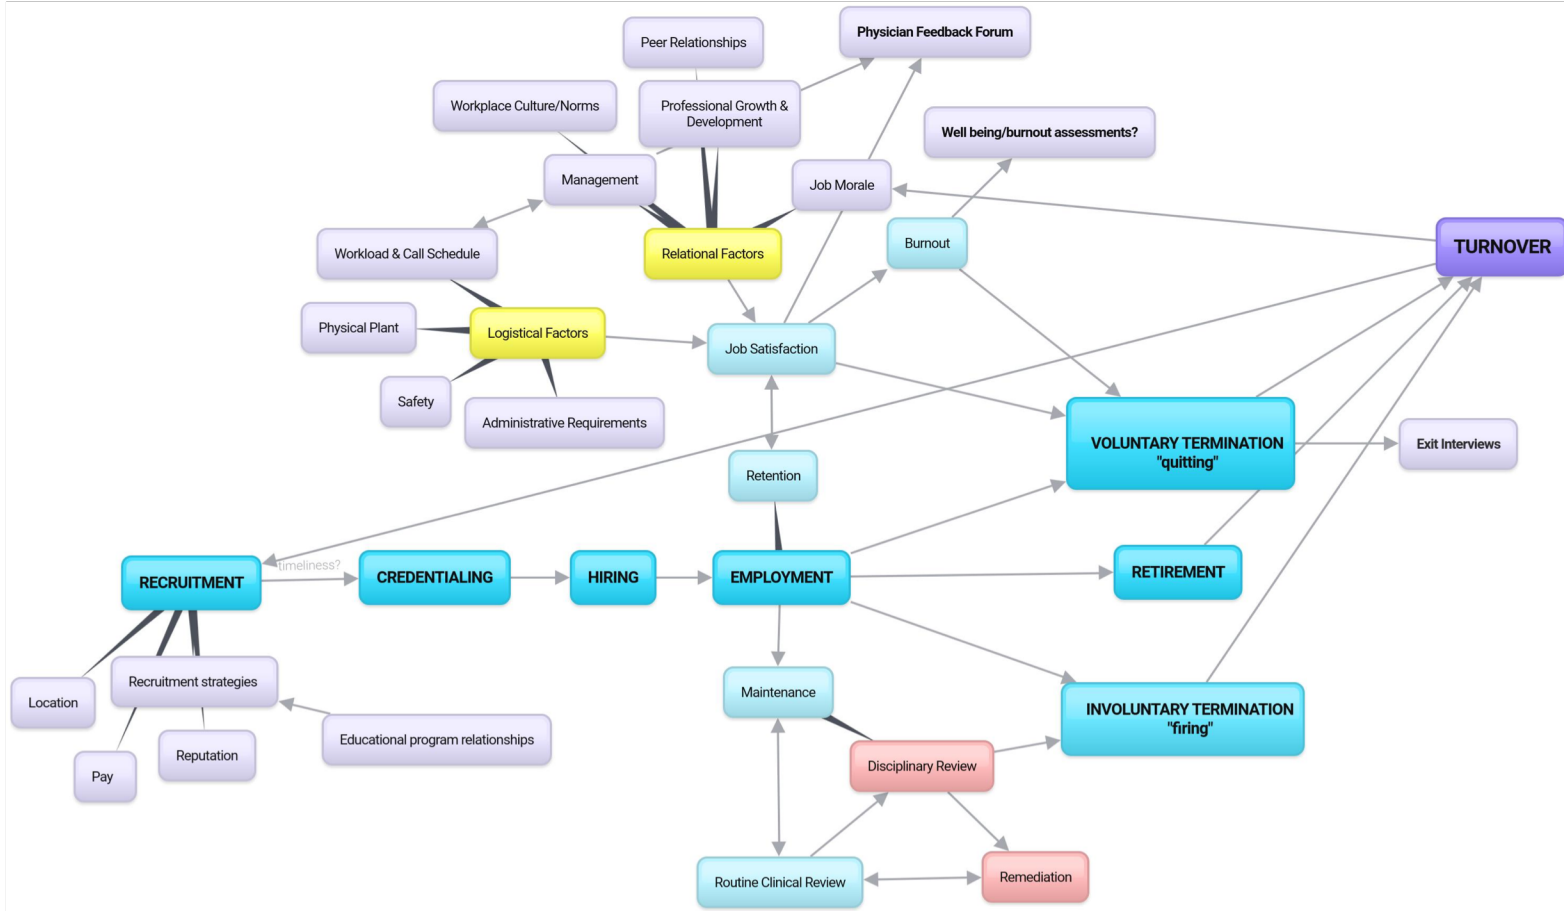 Physician Feedback Forum
Peer Relationships
Workplace Culture/Norms
Professional Growth &
Development
Well being/burnout assessments?
Management
Job Morale
Workload & Call Schedule
Relational Factors
Burnout
TURNOVER
Physical Plant
Logistical Factors
Job Satisfaction
Safety
Administrative Requirements
VOLUNTARY TERMINATION
"quitting"
Exit Interviews
Retention
RECRUITMENT
timeliness?
CREDENTIALING
HIRING
EMPLOYMENT
RETIREMENT
Location
Recruitment strategies
Maintenance
INVOLUNTARY TERMINATION
"firing"
Educational program relationships
Reputation
Pay
Disciplinary Review
Routine Clinical Review
Remediation